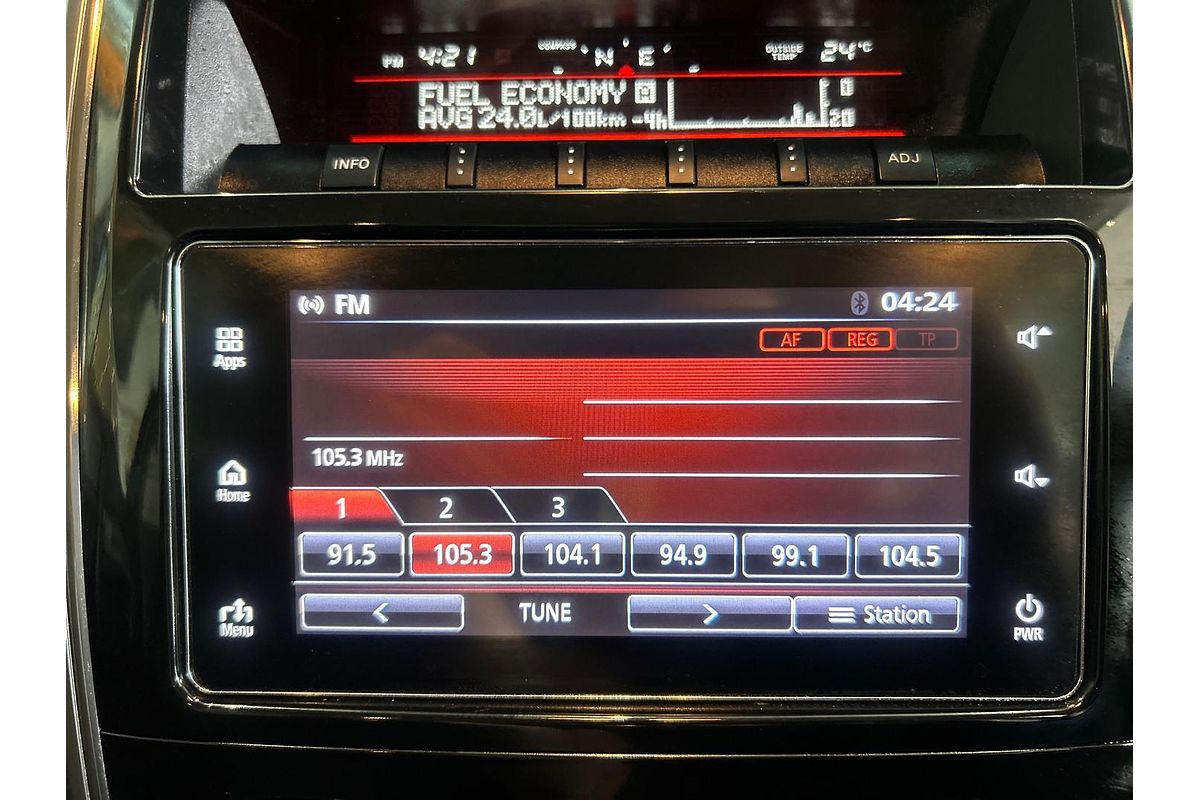 PM 4:21 COMPASS N E OUTSIDE TEMP 24°C
FUEL ECONOMY 0
AVG 24.0L/100km -4h 20
INFO ADJ
FM 04:24
AF REG TP
Apps
105.3 MHz
Home
1 2 3
91.5 105.3 104.1 94.9 99.1 104.5
< TUNE > Station
Menu PWR